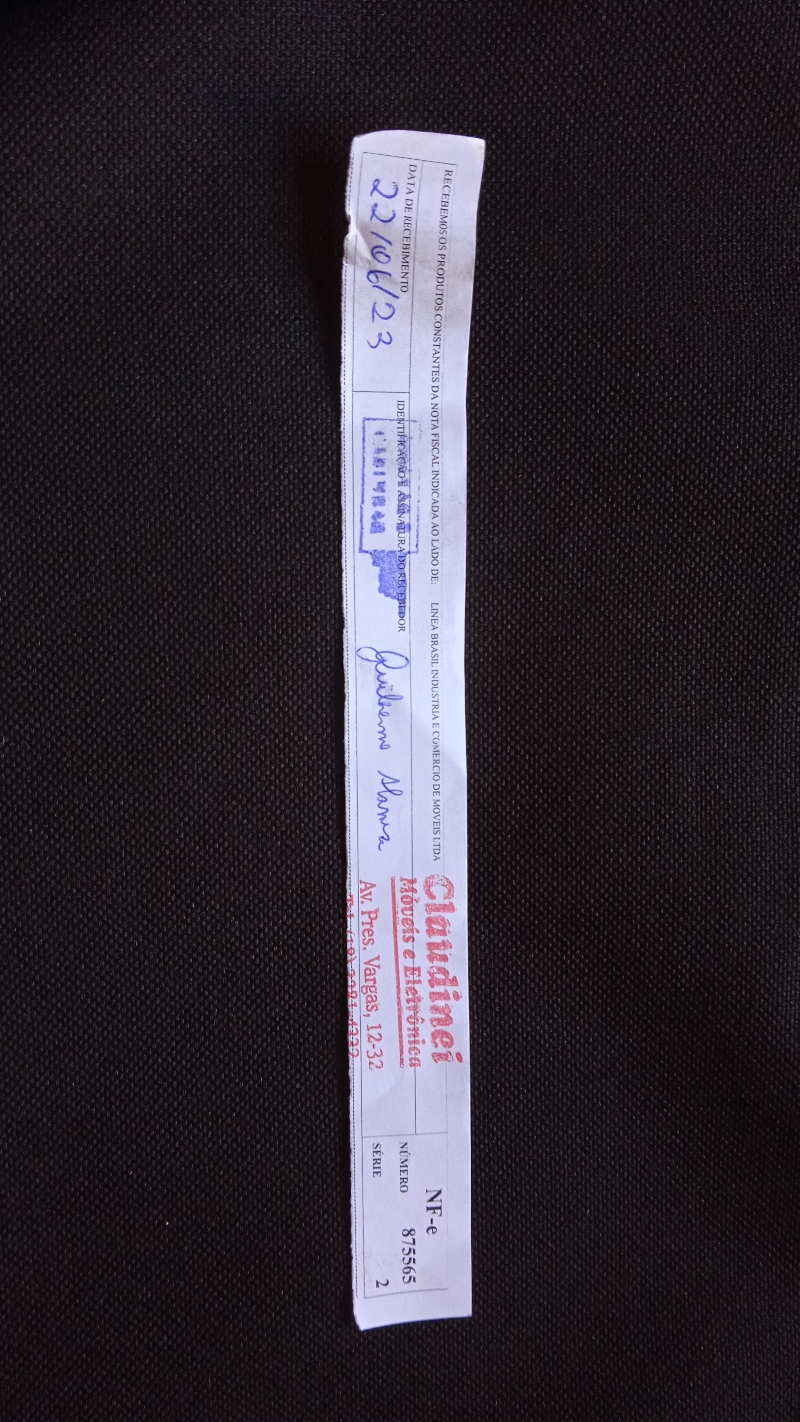 RECEBEMOS OS PRODUTOS CONSTANTES DA NOTA FISCAL INDICADA AO LADO DE: LINEA BRASIL INDUSTRIA E COMERCIO DE MOVEIS LTDA
DATA DE RECEBIMENTO
22/06/23
IDENTIFICAÇÃO E ASSINATURA DO RECEBEDOR
Guilherme
Claudinei
Móveis e Eletrônica
Av. Pres. Vargas, 12-32
NF-e
NÚMERO 875565
SÉRIE 2